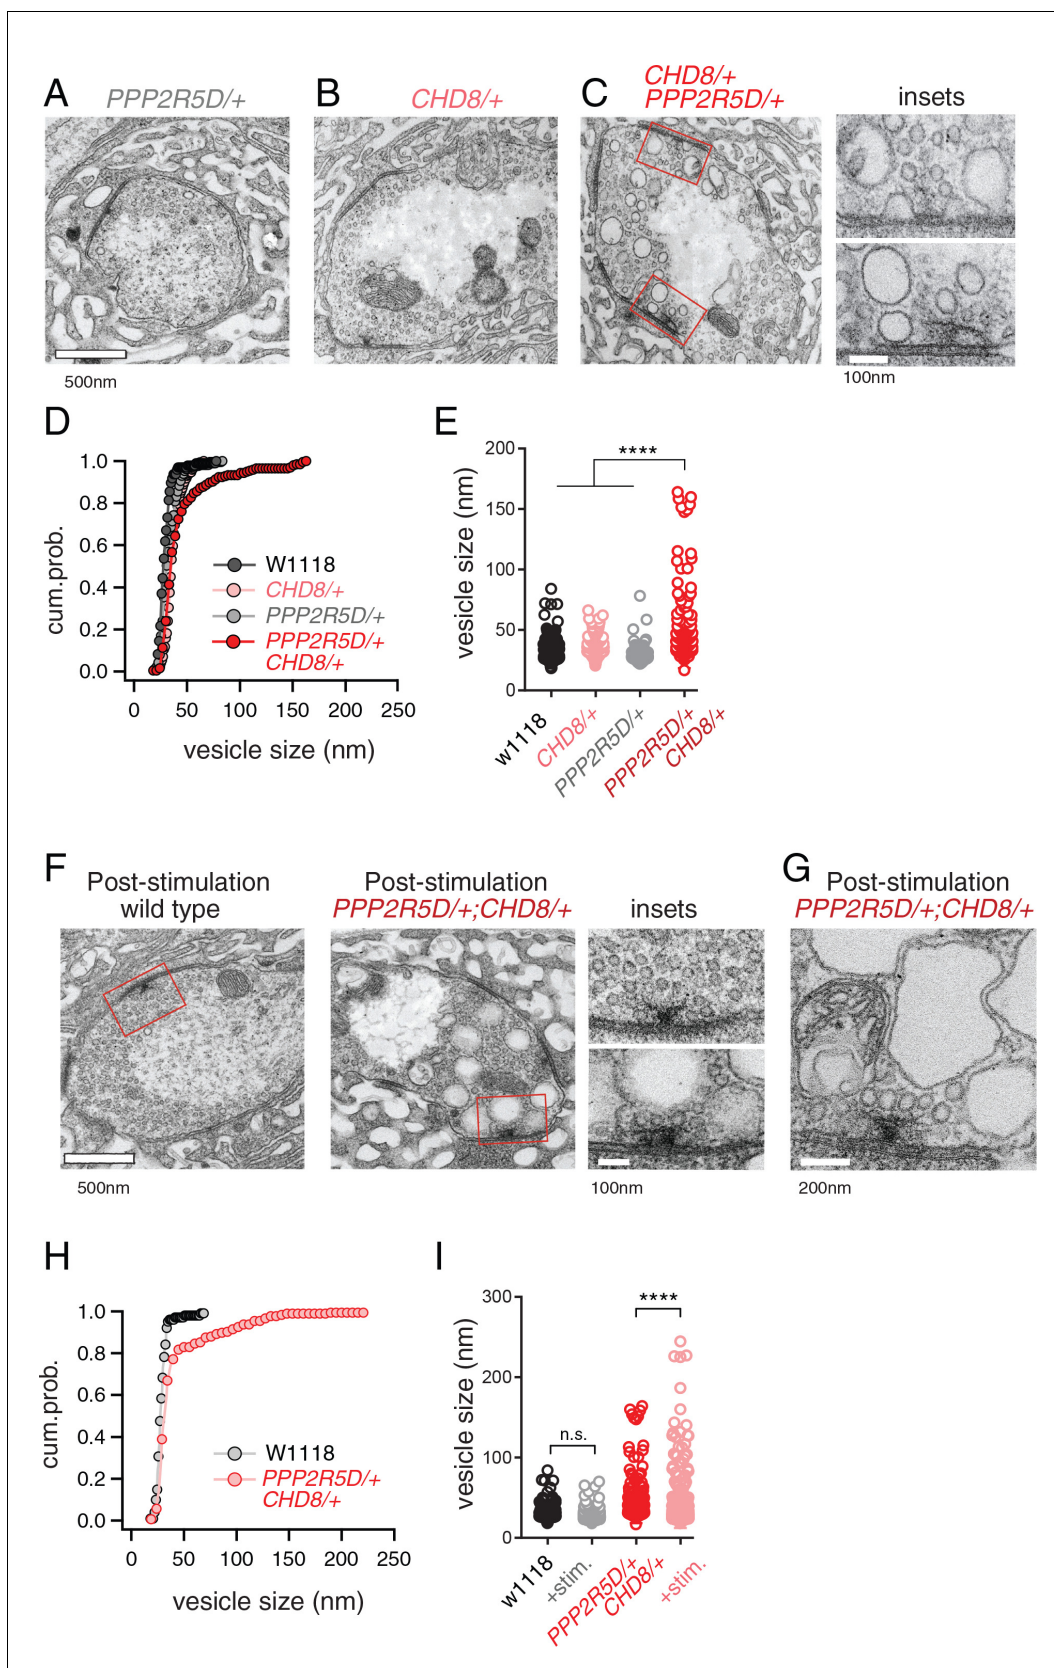 A
PPP2R5D/+
B
CHD8/+
C
CHD8/+
PPP2R5D/+
insets
500nm
100nm
D
1.0
0.8
0.6
0.4
0.2
0.0
cum.prob.
W1118
CHD8/+
PPP2R5D/+
PPP2R5D/+
CHD8/+
0 50 100 150 200 250
vesicle size (nm)
E
200
150
100
50
0
vesicle size (nm)
****
w1118
CHD8/+
PPP2R5D/+
PPP2R5D/+
CHD8/+
F
Post-stimulation
wild type
Post-stimulation
PPP2R5D/+;CHD8/+
insets
G
Post-stimulation
PPP2R5D/+;CHD8/+
500nm
100nm
200nm
H
1.0
0.8
0.6
0.4
0.2
0.0
cum.prob.
W1118
PPP2R5D/+
CHD8/+
0 50 100 150 200 250
vesicle size (nm)
I
300
200
100
0
vesicle size (nm)
n.s.
****
w1118
+stim.
PPP2R5D/+
CHD8/+
+stim.